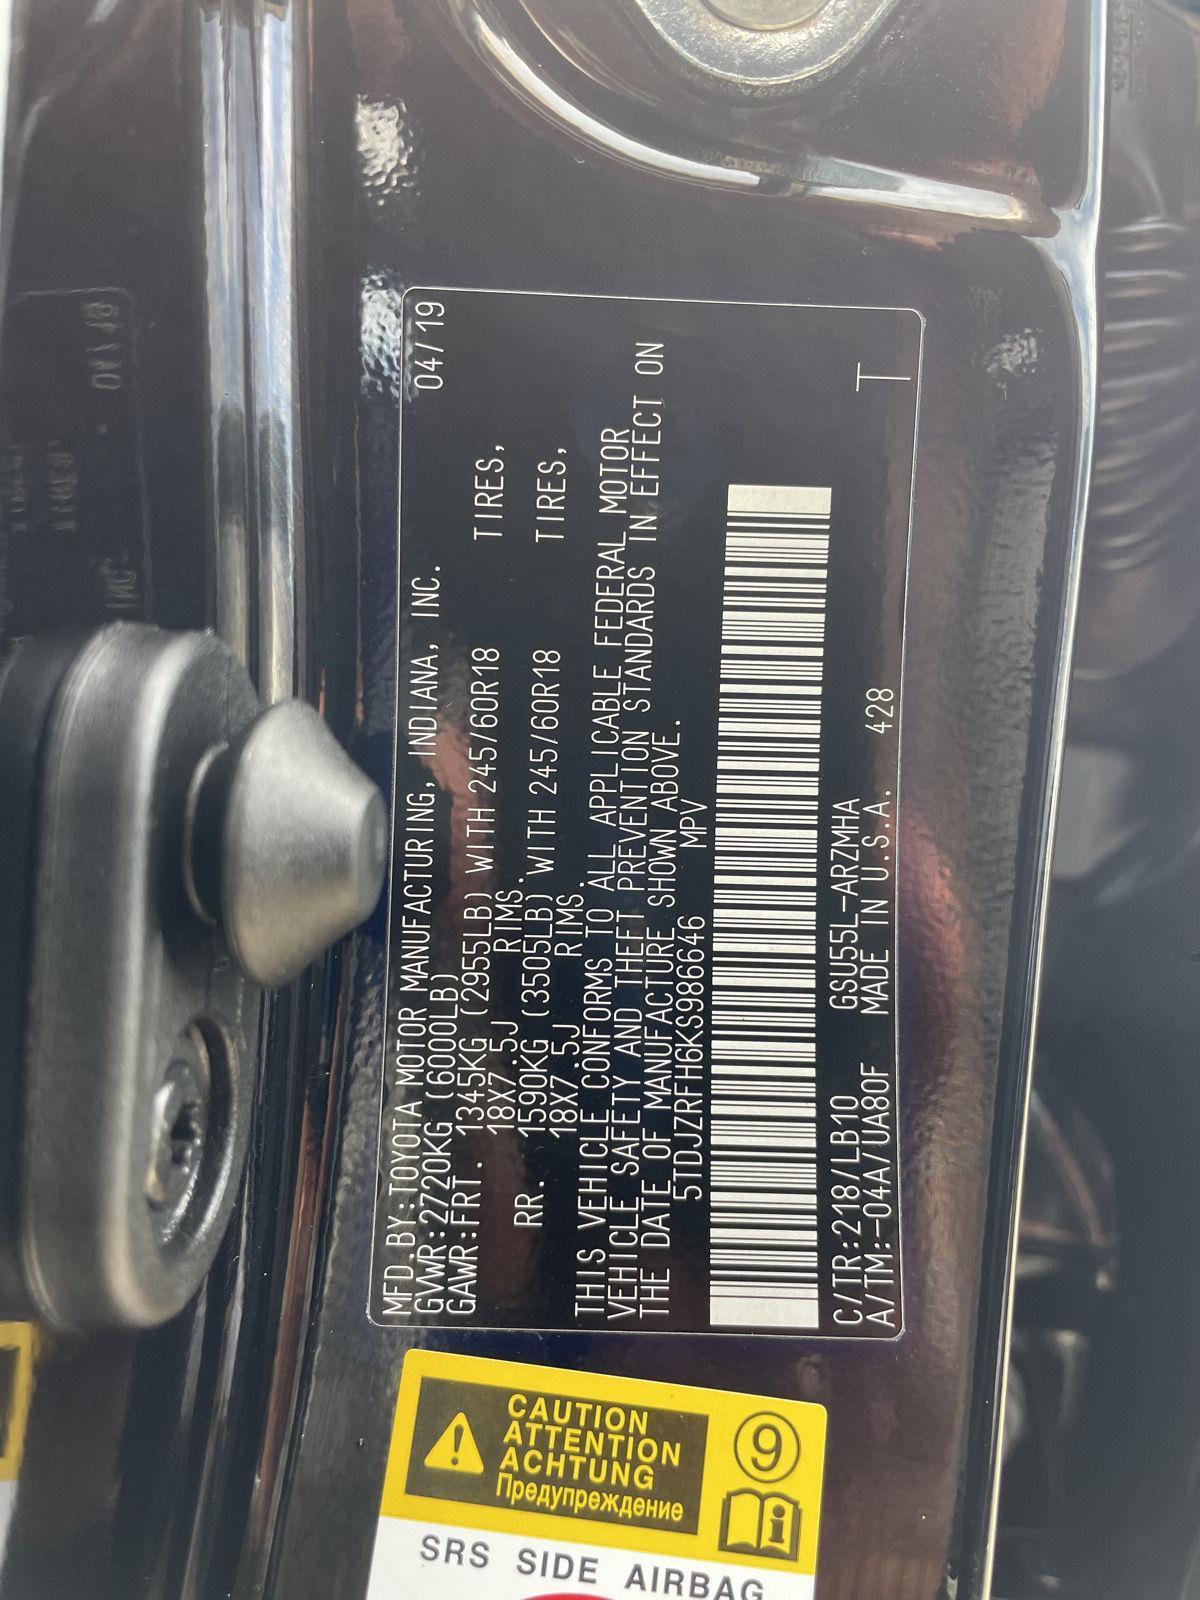 04/19
MFD.BY:TOYOTA MOTOR MANUFACTURING, INDIANA, INC.
GVWR:2720KG (6000LB)
GAWR:FRT. 1345KG (2955LB) WITH 245/60R18 TIRES,
18X7.5J RIMS.
RR. 1590KG (3505LB) WITH 245/60R18 TIRES,
18X7.5J RIMS.
THIS VEHICLE CONFORMS TO ALL APPLICABLE FEDERAL MOTOR
VEHICLE SAFETY AND THEFT PREVENTION STANDARDS IN EFFECT ON
THE DATE OF MANUFACTURE SHOWN ABOVE.
5TDJZRFH6KS986646 MPV
C/TR:218/LB10 GSU55L-ARZMHA
A/TM:-04A/UA80F MADE IN U.S.A. 428
T
CAUTION
ATTENTION
ACHTUNG
Предупреждение
9
i
SRS SIDE AIRBAG